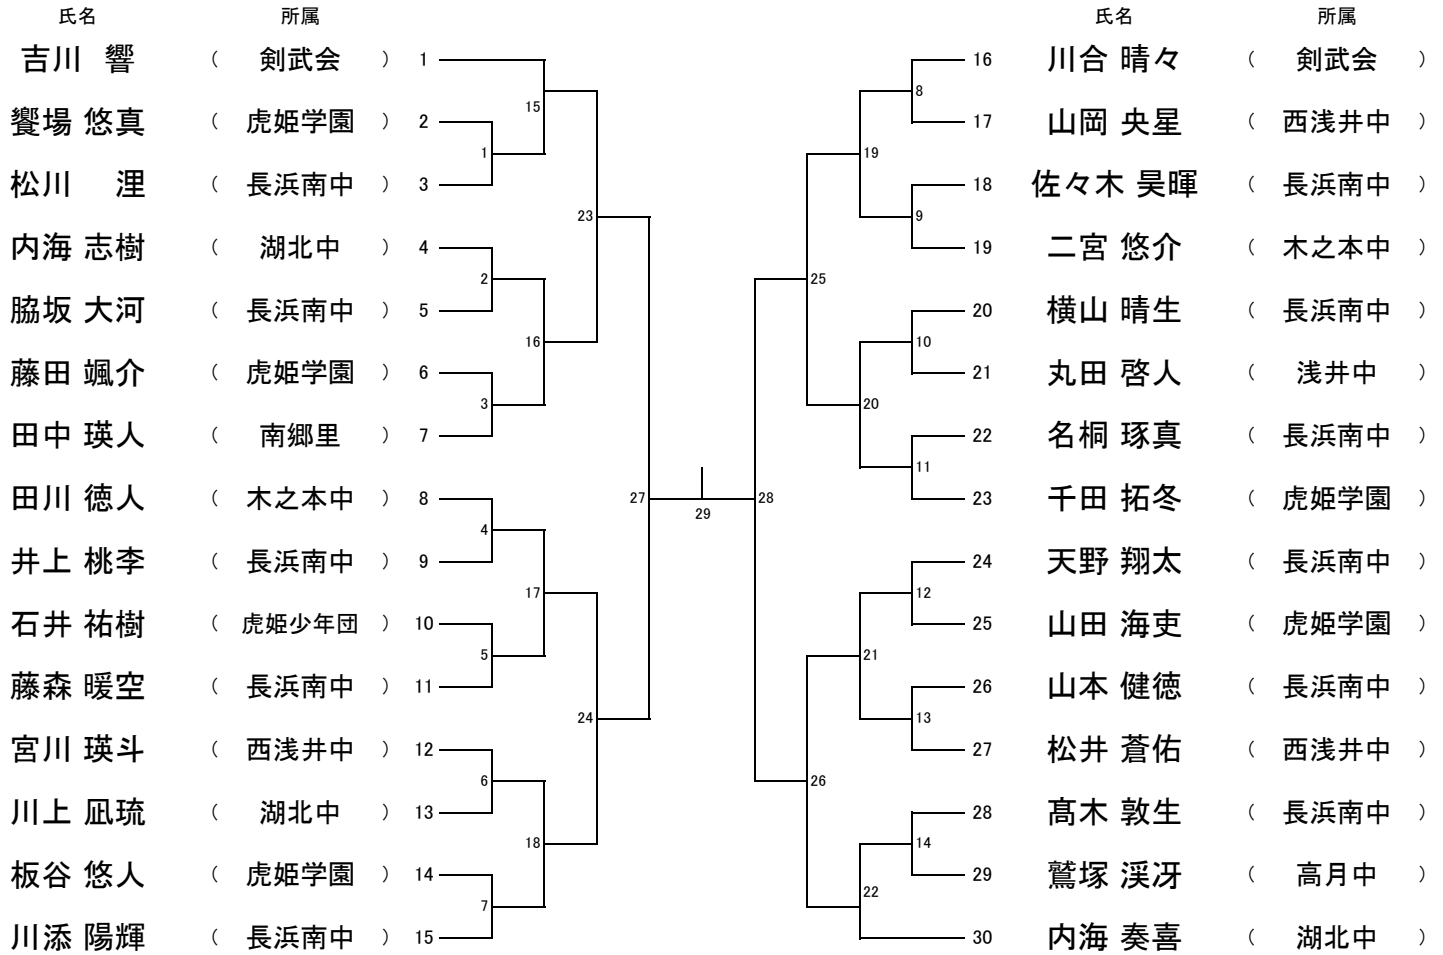 氏名 所属
吉川 響 （ 剣武会 ） 1
饗場 悠真 （ 虎姫学園 ） 2
松川 浬 （ 長浜南中 ） 3
内海 志樹 （ 湖北中 ） 4
脇坂 大河 （ 長浜南中 ） 5
藤田 颯介 （ 虎姫学園 ） 6
田中 瑛人 （ 南郷里 ） 7
田川 徳人 （ 木之本中 ） 8
井上 桃李 （ 長浜南中 ） 9
石井 祐樹 （ 虎姫少年団 ） 10
藤森 暖空 （ 長浜南中 ） 11
宮川 瑛斗 （ 西浅井中 ） 12
川上 凪琉 （ 湖北中 ） 13
板谷 悠人 （ 虎姫学園 ） 14
川添 陽輝 （ 長浜南中 ） 15
15
1
23
2
16
3
27
4
17
5
24
6
18
7
29
氏名 所属
16 川合 晴々 （ 剣武会 ）
17 山岡 央星 （ 西浅井中 ）
18 佐々木 昊暉 （ 長浜南中 ）
19 二宮 悠介 （ 木之本中 ）
20 横山 晴生 （ 長浜南中 ）
21 丸田 啓人 （ 浅井中 ）
22 名桐 琢真 （ 長浜南中 ）
23 千田 拓冬 （ 虎姫学園 ）
24 天野 翔太 （ 長浜南中 ）
25 山田 海吏 （ 虎姫学園 ）
26 山本 健徳 （ 長浜南中 ）
27 松井 蒼佑 （ 西浅井中 ）
28 髙木 敦生 （ 長浜南中 ）
29 鷲塚 渓冴 （ 高月中 ）
30 内海 奏喜 （ 湖北中 ）
8
19
9
25
10
20
11
28
12
21
13
26
14
22